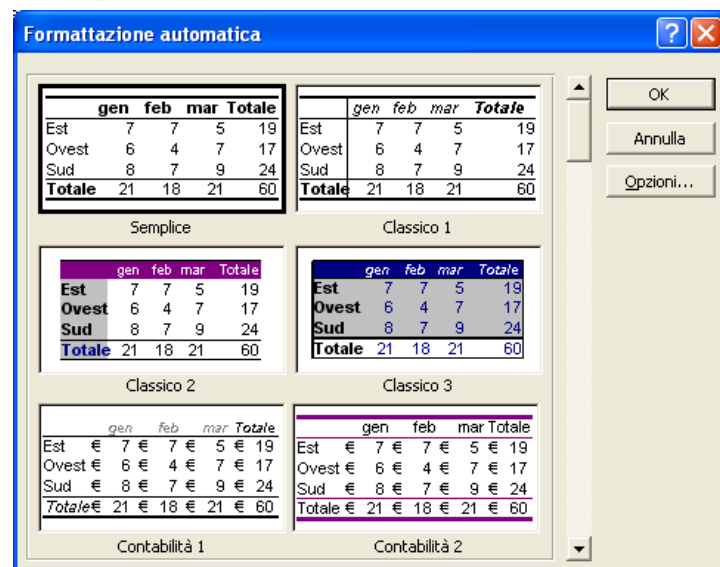 Formattazione automatica
gen feb mar Totale
Est 7 7 5 19
Ovest 6 4 7 17
Sud 8 7 9 24
Totale 21 18 21 60
Semplice
gen feb mar Totale
Est 7 7 5 19
Ovest 6 4 7 17
Sud 8 7 9 24
Totale 21 18 21 60
Classico 1
OK
Annulla
Opzioni...
gen feb mar Totale
Est 7 7 5 19
Ovest 6 4 7 17
Sud 8 7 9 24
Totale 21 18 21 60
Classico 2
gen feb mar Totale
Est 7 7 5 19
Ovest 6 4 7 17
Sud 8 7 9 24
Totale 21 18 21 60
Classico 3
gen feb mar Totale
Est € 7 € 7 € 5 € 19
Ovest € 6 € 4 € 7 € 17
Sud € 8 € 7 € 9 € 24
Totale € 21 € 18 € 21 € 60
Contabilità 1
gen feb mar Totale
Est € 7 € 7 € 5 € 19
Ovest € 6 € 4 € 7 € 17
Sud € 8 € 7 € 9 € 24
Totale € 21 € 18 € 21 € 60
Contabilità 2